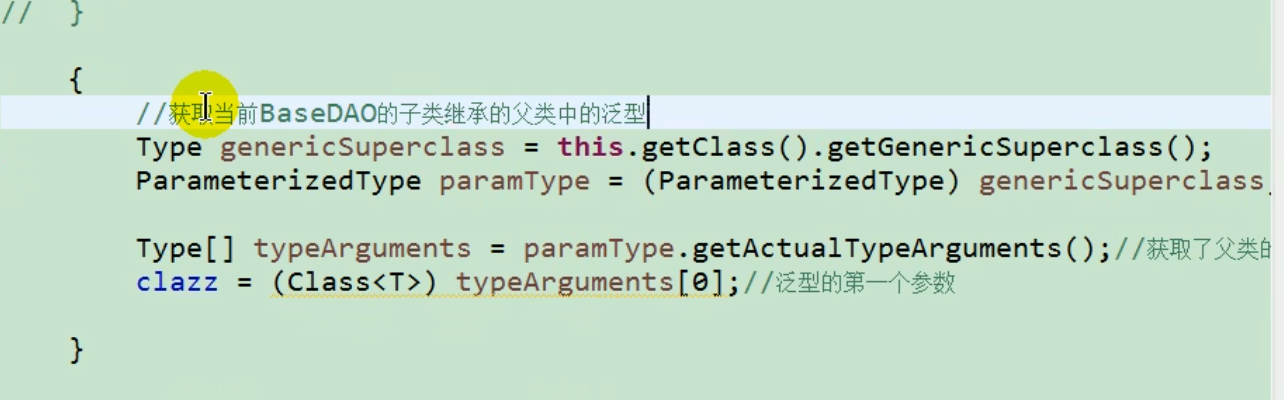 // }
{
//获取当前BaseDAO的子类继承的父类中的泛型
Type genericSuperclass = this.getClass().getGenericSuperclass();
ParameterizedType paramType = (ParameterizedType) genericSuperclass
Type[] typeArguments = paramType.getActualTypeArguments();//获取了父类的
clazz = (Class<T>) typeArguments[0];//泛型的第一个参数
}